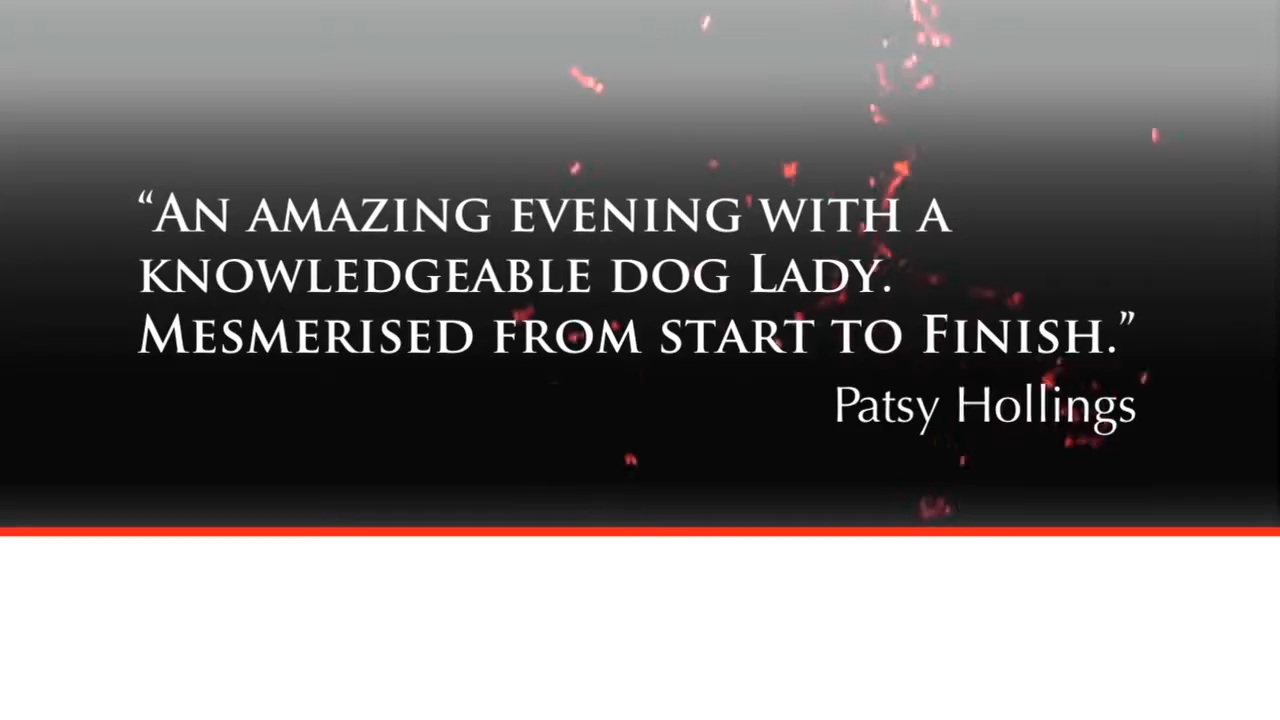 “An amazing evening with a
knowledgeable dog Lady.
Mesmerised from start to Finish.”
Patsy Hollings